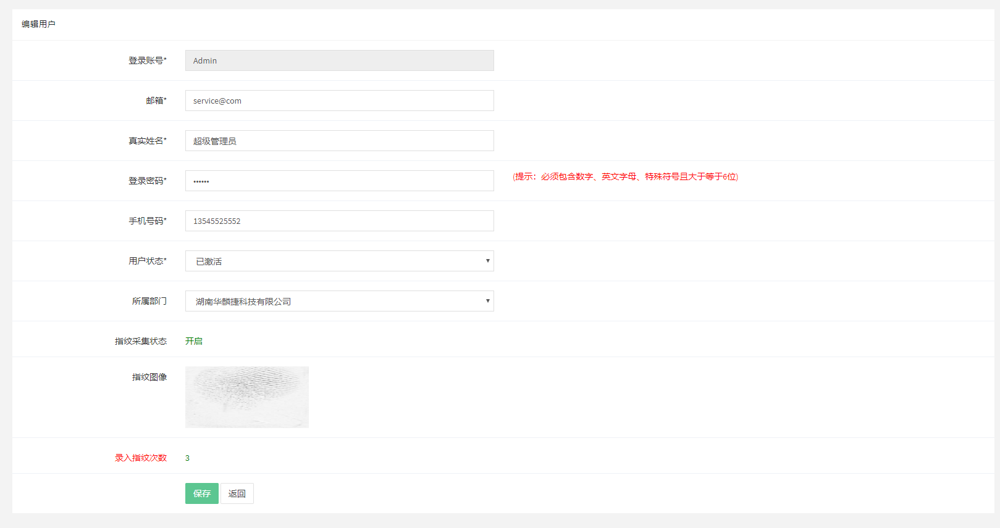 编辑用户
登录账号* Admin
邮箱* service@com
真实姓名* 超级管理员
登录密码* •••••• (提示：必须包含数字、英文字母、特殊符号且大于等于6位)
手机号码* 13545525552
用户状态* 已激活
所属部门 湖南华麟捷科技有限公司
指纹采集状态 开启
指纹图像
录入指纹次数 3
保存 返回